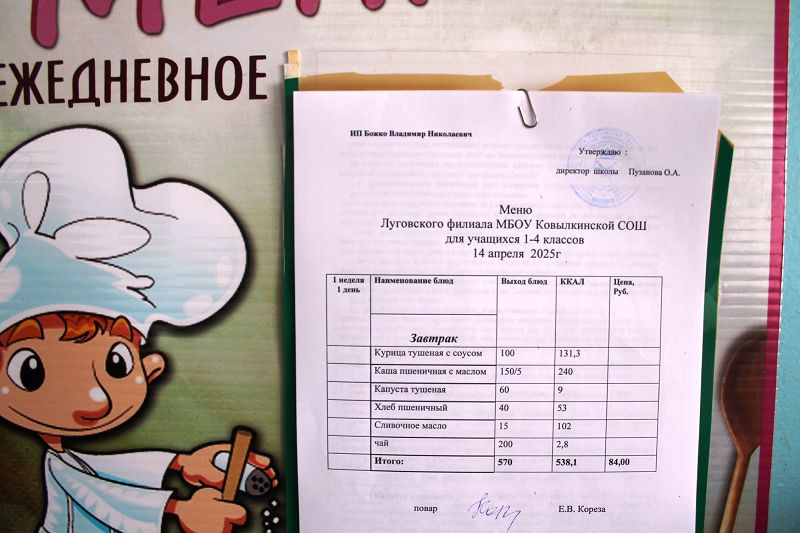 МЕНЮ
ЕЖЕДНЕВНОЕ
ИП Божко Владимир Николаевич
Утверждаю :
директор школы Пузанова О.А.
Меню
Луговского филиала МБОУ Ковылкинской СОШ
для учащихся 1-4 классов
14 апреля 2025г
1 неделя 1 день Наименование блюд Выход блюд ККАЛ Цена, Руб.
Завтрак
Курица тушеная с соусом 100 131,3
Каша пшеничная с маслом 150/5 240
Капуста тушеная 60 9
Хлеб пшеничный 40 53
Сливочное масло 15 102
чай 200 2,8
Итого: 570 538,1 84,00
повар Е.В. Кореза